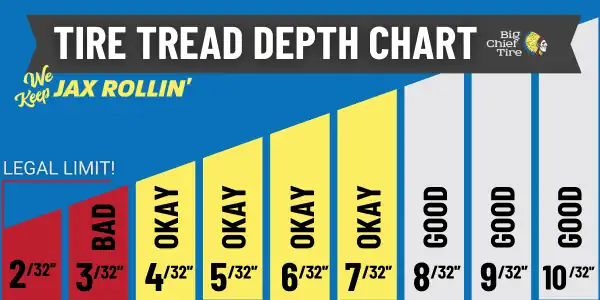 TIRE TREAD DEPTH CHART
Big
Chief
Tire
We
Keep JAX ROLLIN'
LEGAL LIMIT!
BAD
OKAY
OKAY
OKAY
OKAY
GOOD
GOOD
GOOD
2/32" 3/32" 4/32" 5/32" 6/32" 7/32" 8/32" 9/32" 10/32"